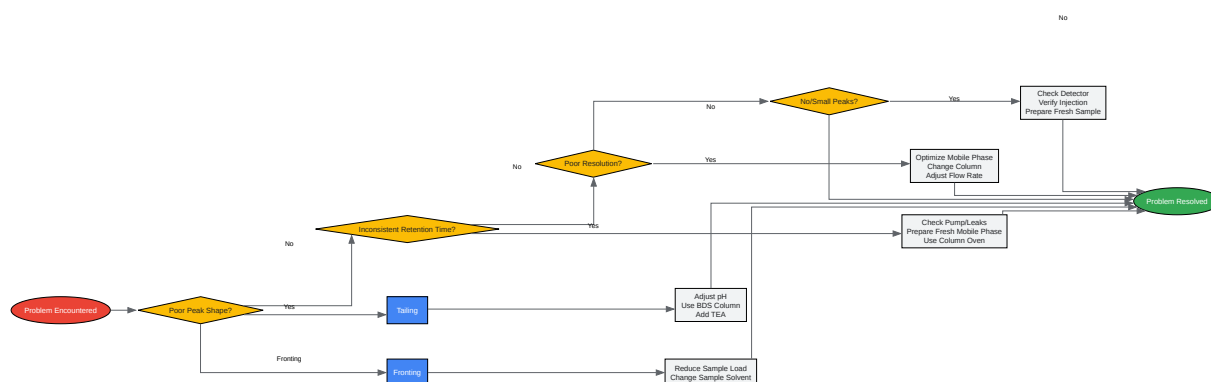 No
No/Small Peaks?
Yes
Check Detector
Verify Injection
Prepare Fresh Sample
No
Poor Resolution?
Yes
Optimize Mobile Phase
Change Column
Adjust Flow Rate
No
Problem Resolved
Inconsistent Retention Time?
Yes
Check Pump/Leaks
Prepare Fresh Mobile Phase
Use Column Oven
No
Problem Encountered
Poor Peak Shape?
Yes
Tailing
Adjust pH
Use BDS Column
Add TEA
Fronting
Fronting
Reduce Sample Load
Change Sample Solvent